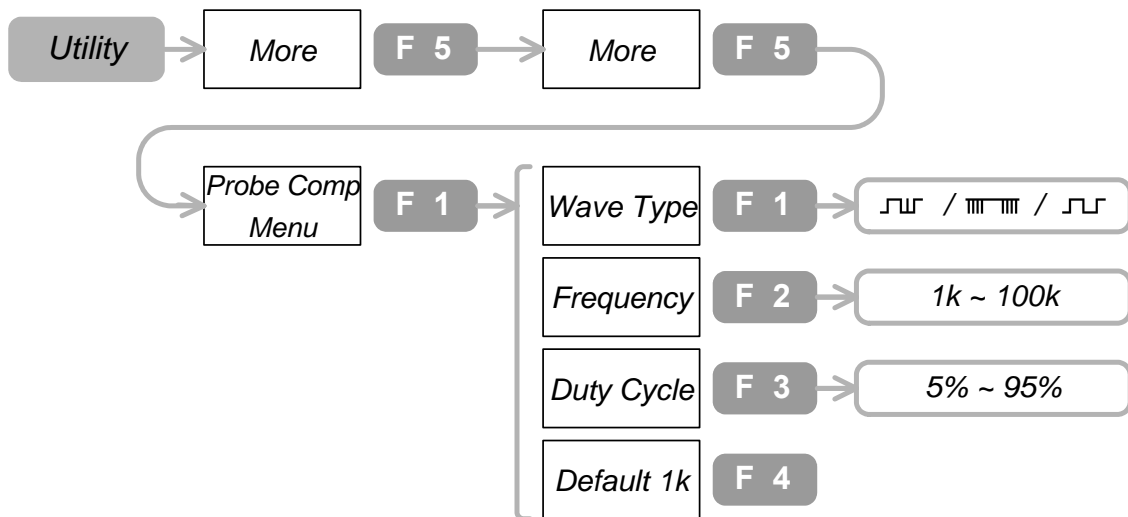 Utility More F 5 More F 5
Probe Comp
Menu
F 1
Wave Type F 1 / /
Frequency F 2 1k ~ 100k
Duty Cycle F 3 5% ~ 95%
Default 1k F 4